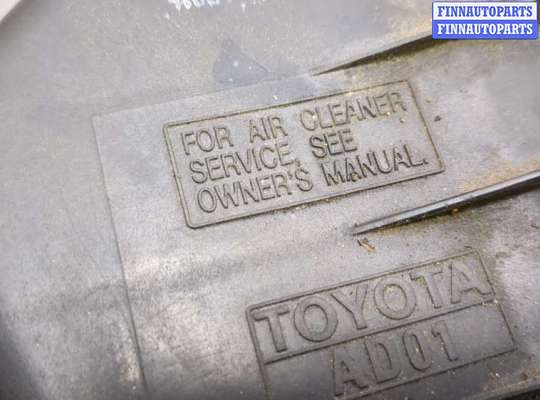 FINNAUTOPARTS
FINNAUTOPARTS
FOR AIR CLEANER
SERVICE, SEE
OWNER'S MANUAL.
TOYOTA
AD01